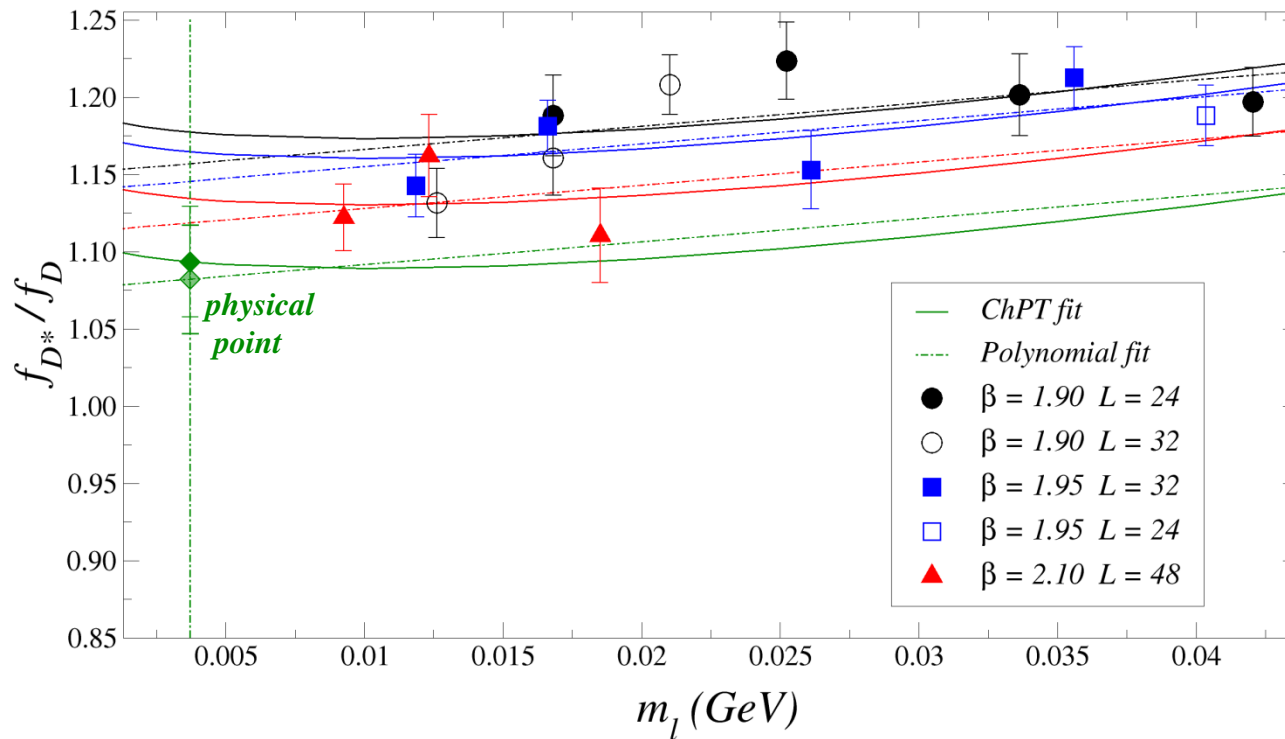 1.25
1.20
1.15
1.10
1.05
1.00
0.95
0.90
0.85
f_D*/f_D
physical
point
ChPT fit
Polynomial fit
β = 1.90 L = 24
β = 1.90 L = 32
β = 1.95 L = 32
β = 1.95 L = 24
β = 2.10 L = 48
0.005 0.01 0.015 0.02 0.025 0.03 0.035 0.04
m_l (GeV)